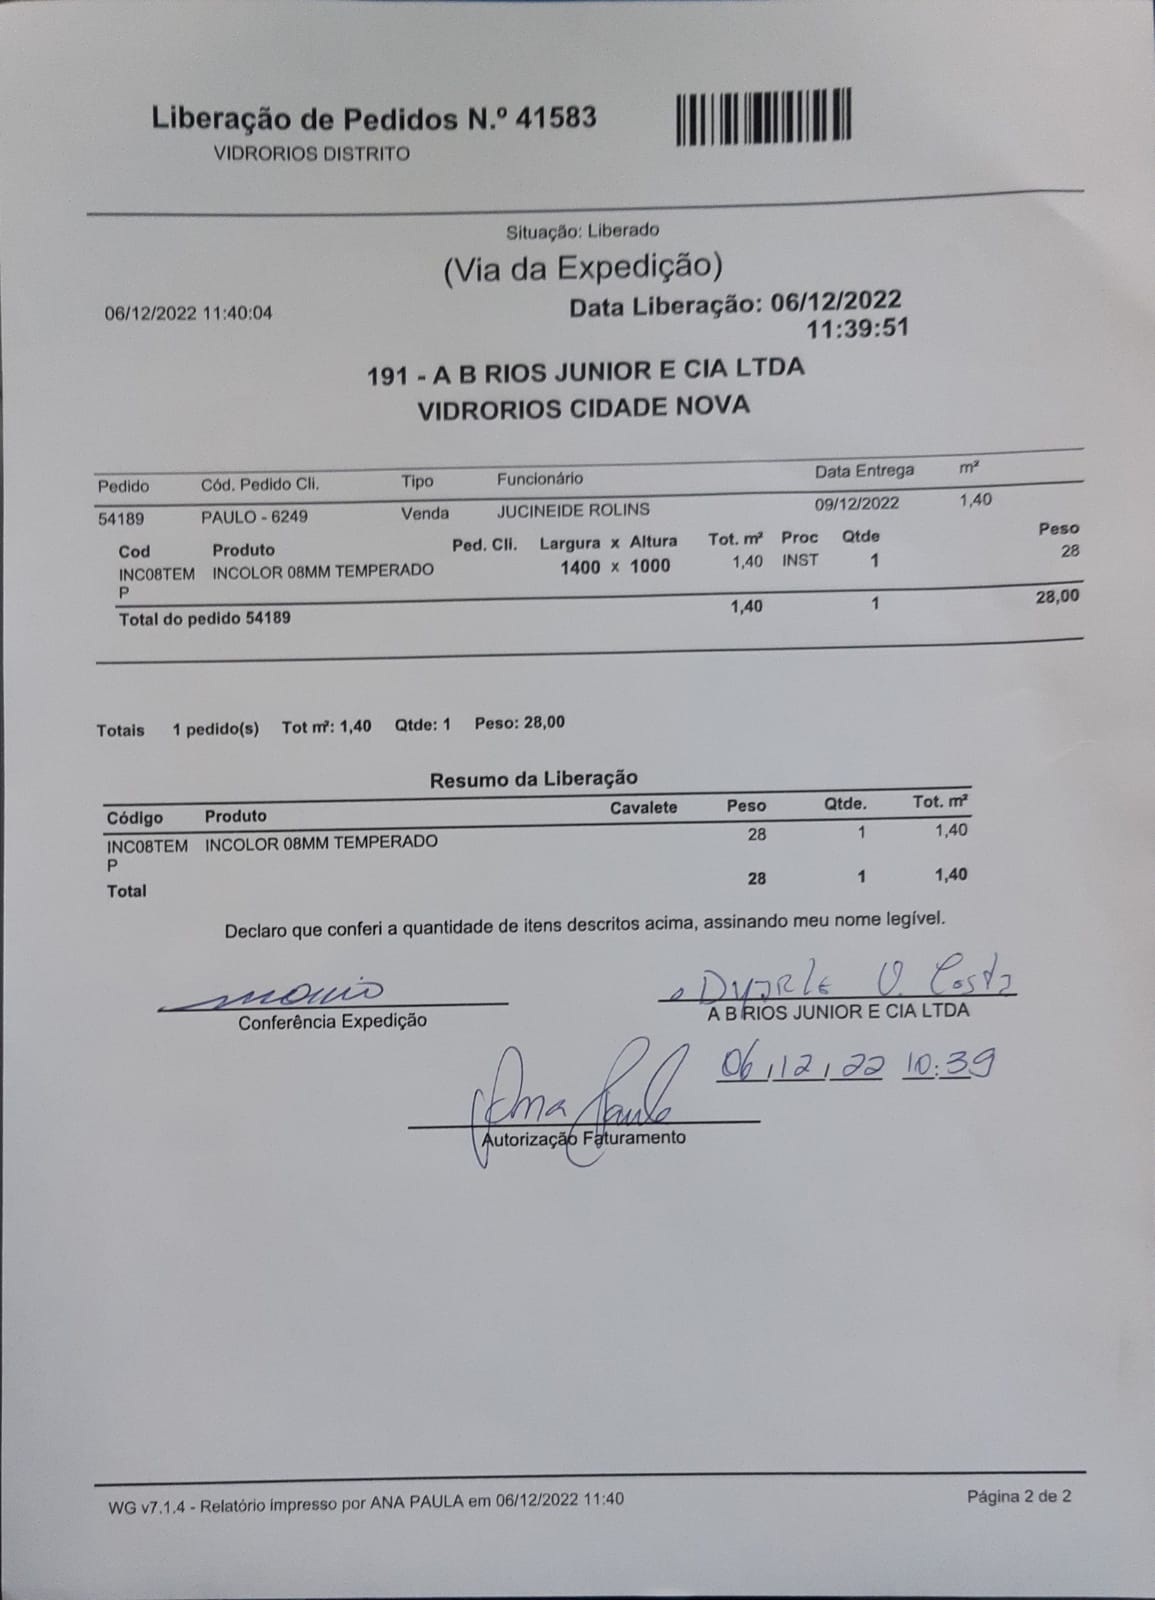 Liberação de Pedidos N.º 41583
VIDRORIOS DISTRITO
Situação: Liberado
(Via da Expedição)
06/12/2022 11:40:04 Data Liberação: 06/12/2022
11:39:51
191 - A B RIOS JUNIOR E CIA LTDA
VIDRORIOS CIDADE NOVA
Pedido Cód. Pedido Cli. Tipo Funcionário Data Entrega m²
54189 PAULO - 6249 Venda JUCINEIDE ROLINS 09/12/2022 1,40
Cod Produto Ped. Cli. Largura x Altura Tot. m² Proc Qtde Peso
INC08TEM INCOLOR 08MM TEMPERADO 1400 x 1000 1,40 INST 1 28
P
Total do pedido 54189 1,40 1 28,00
Totais 1 pedido(s) Tot m²: 1,40 Qtde: 1 Peso: 28,00
Resumo da Liberação
Código Produto Cavalete Peso Qtde. Tot. m²
INC08TEM INCOLOR 08MM TEMPERADO 28 1 1,40
P
Total 28 1 1,40
Declaro que conferi a quantidade de itens descritos acima, assinando meu nome legível.
Costa
Conferência Expedição A B RIOS JUNIOR E CIA LTDA
06/12/22 10:39
Ana Paula
Autorização Faturamento
WG v7.1.4 - Relatório impresso por ANA PAULA em 06/12/2022 11:40 Página 2 de 2